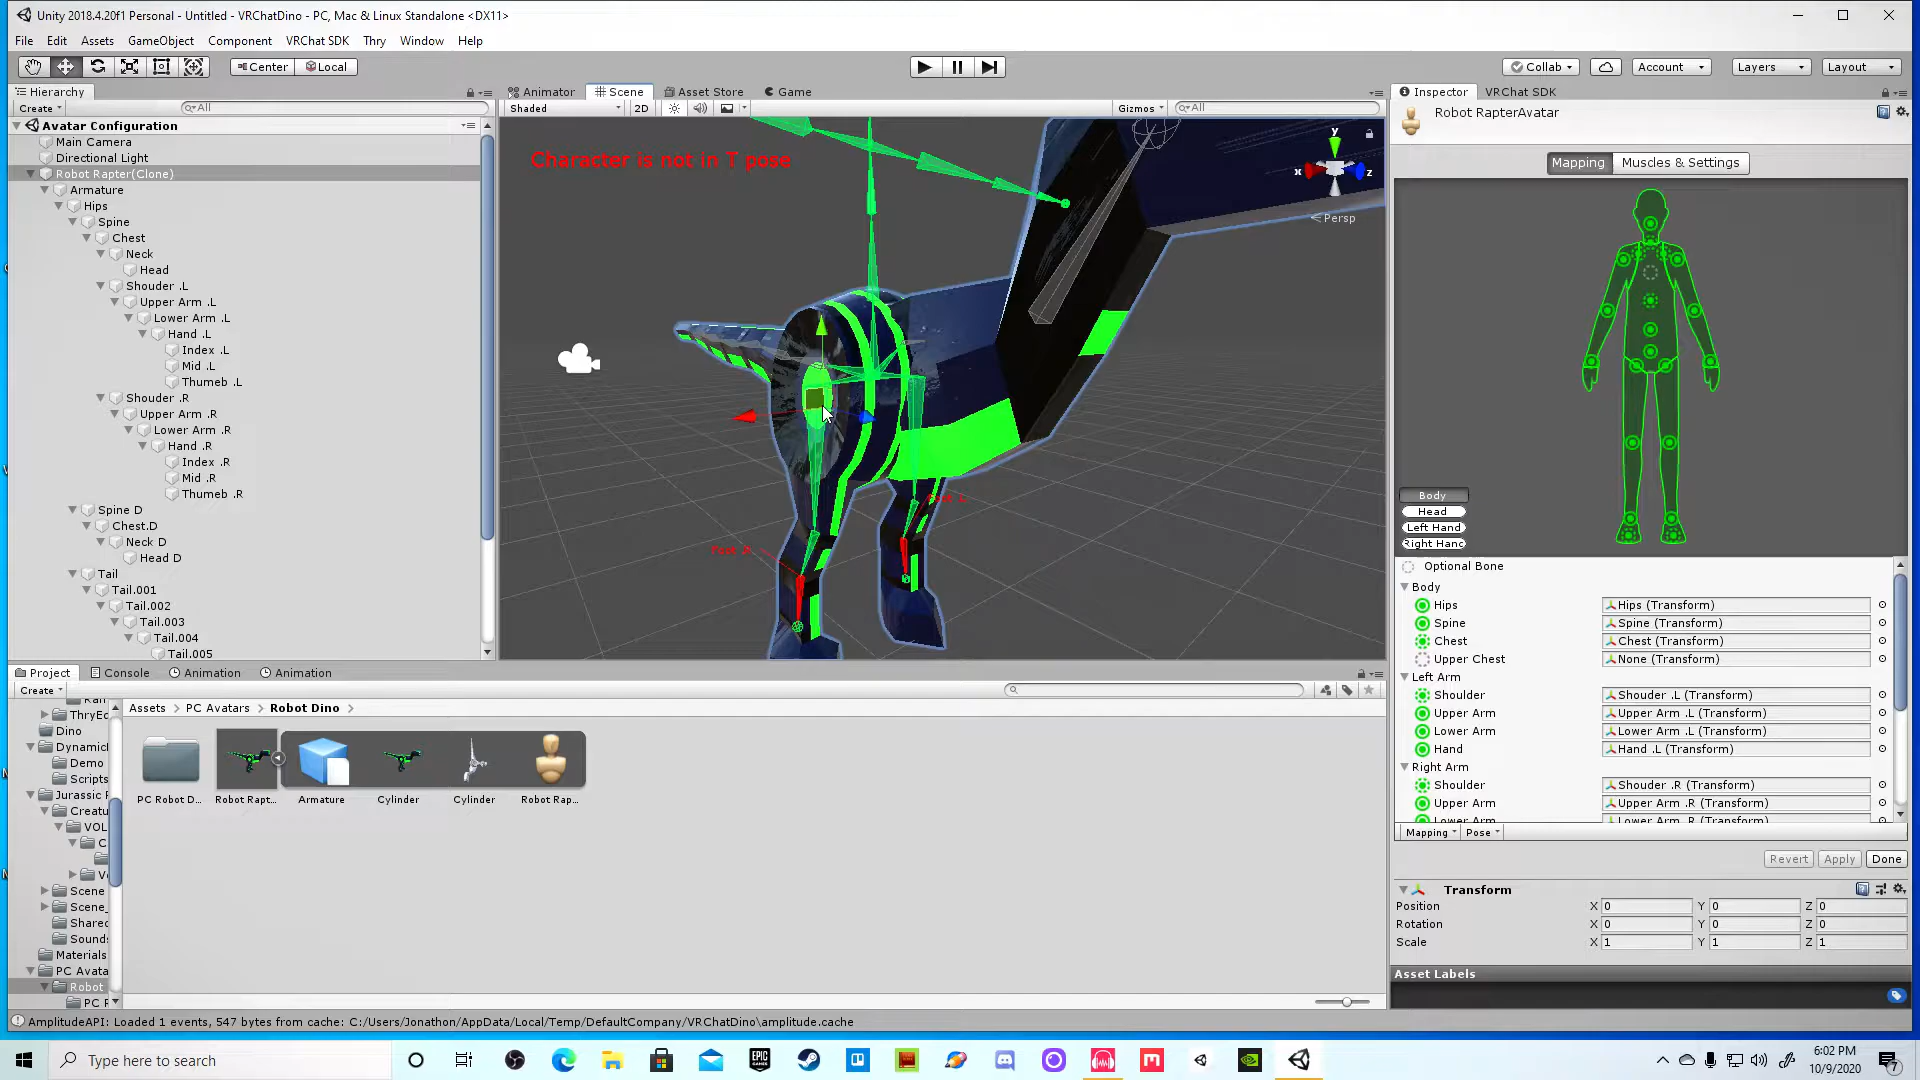 Unity 2018.4.20f1 Personal - Untitled - VRChatDino - PC, Mac & Linux Standalone <DX11>
File Edit Assets GameObject Component VRChat SDK Thry Window Help
Center Local Collab Account Layers Layout
Hierarchy Animator Scene Asset Store Game Inspector VRChat SDK
Create All Shaded 2D Gizmos All
Robot RapterAvatar
Avatar Configuration
Main Camera
Directional Light
Robot Rapter(Clone)
Armature
Hips
Spine
Chest
Neck
Head
Shouder .L
Upper Arm .L
Lower Arm .L
Hand .L
Index .L
Mid .L
Thumeb .L
Shouder .R
Upper Arm .R
Lower Arm .R
Hand .R
Index .R
Mid .R
Thumeb .R
Spine D
Chest.D
Neck D
Head D
Tail
Tail.001
Tail.002
Tail.003
Tail.004
Tail.005
Character is not in T pose
y
x z
Persp
Mapping Muscles & Settings
Body
Head
Left Hand
Right Hand
Optional Bone
Body
Hips Hips (Transform)
Spine Spine (Transform)
Chest Chest (Transform)
Upper Chest None (Transform)
Left Arm
Shoulder Shouder .L (Transform)
Upper Arm Upper Arm .L (Transform)
Lower Arm Lower Arm .L (Transform)
Hand Hand .L (Transform)
Right Arm
Shoulder Shouder .R (Transform)
Upper Arm Upper Arm .R (Transform)
Lower Arm Lower Arm .R (Transform)
Mapping Pose
Revert Apply Done
Transform
Position X 0 Y 0 Z 0
Rotation X 0 Y 0 Z 0
Scale X 1 Y 1 Z 1
Asset Labels
Project Console Animation Animation
Create
Assets > PC Avatars > Robot Dino >
ThryEd
Dino
Dynamic
Demo
Scripts
Jurassic
Creatu
VOL
C
V
Scene
Scene_
Shared
Sounds
Materials
PC Avata
Robot
PC R
PC Robot D... Robot Rapt... Armature Cylinder Cylinder Robot Rap...
AmplitudeAPI: Loaded 1 events, 547 bytes from cache: C:/Users/Jonathon/AppData/Local/Temp/DefaultCompany/VRChatDino\amplitude.cache
Type here to search
EPIC GAMES
6:02 PM
10/9/2020
7